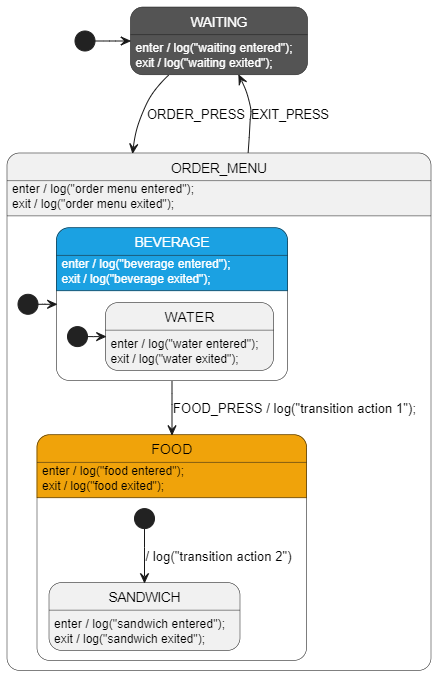 WAITING
enter / log("waiting entered");
exit / log("waiting exited");
ORDER_PRESS
EXIT_PRESS
ORDER_MENU
enter / log("order menu entered");
exit / log("order menu exited");
BEVERAGE
enter / log("beverage entered");
exit / log("beverage exited");
WATER
enter / log("water entered");
exit / log("water exited");
FOOD_PRESS / log("transition action 1");
FOOD
enter / log("food entered");
exit / log("food exited");
/ log("transition action 2")
SANDWICH
enter / log("sandwich entered");
exit / log("sandwich exited");